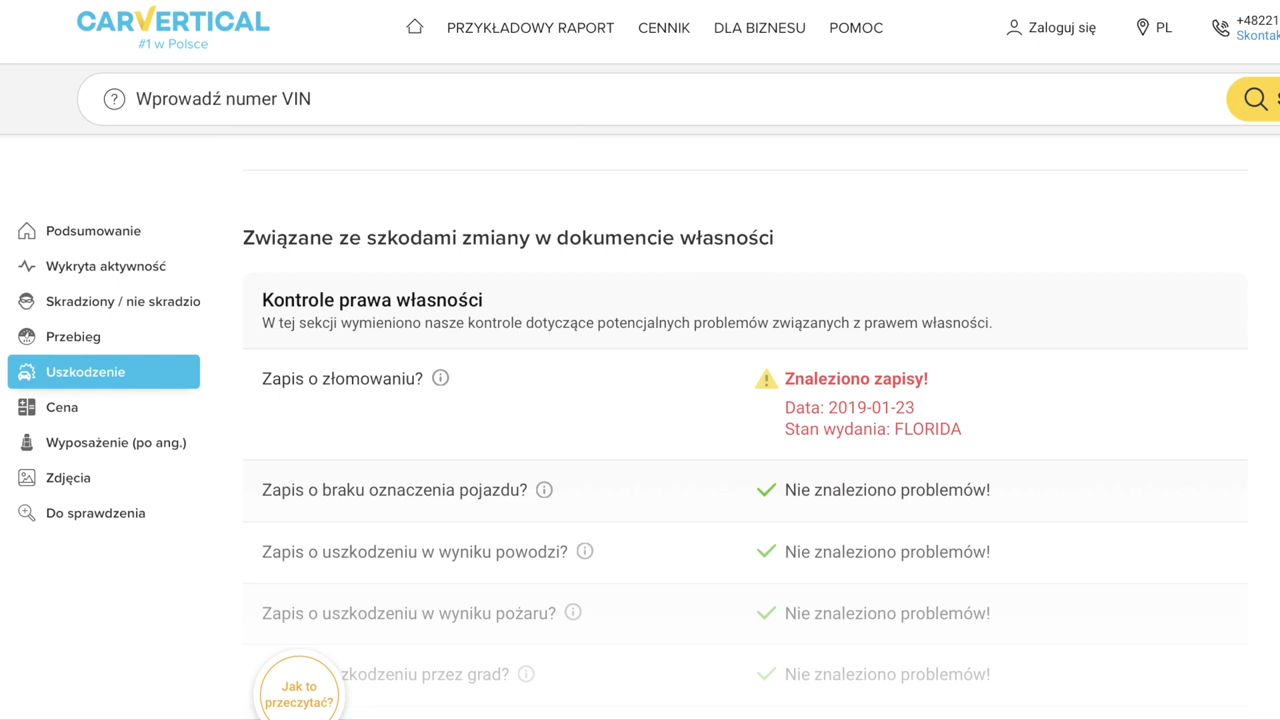 CARVERTICAL
#1 w Polsce
PRZYKŁADOWY RAPORT
CENNIK
DLA BIZNESU
POMOC
Zaloguj się
PL
+48221
Skontak
? Wprowadź numer VIN
Podsumowanie
Wykryta aktywność
Skradziony / nie skradzio
Przebieg
Uszkodzenie
Cena
Wyposażenie (po ang.)
Zdjęcia
Do sprawdzenia
Związane ze szkodami zmiany w dokumencie własności
Kontrole prawa własności
W tej sekcji wymieniono nasze kontrole dotyczące potencjalnych problemów związanych z prawem własności.
Zapis o złomowaniu?
Znaleziono zapisy!
Data: 2019-01-23
Stan wydania: FLORIDA
Zapis o braku oznaczenia pojazdu?
Nie znaleziono problemów!
Zapis o uszkodzeniu w wyniku powodzi?
Nie znaleziono problemów!
Zapis o uszkodzeniu w wyniku pożaru?
Nie znaleziono problemów!
zkodzeniu przez grad?
Nie znaleziono problemów!
Jak to
przeczytać?